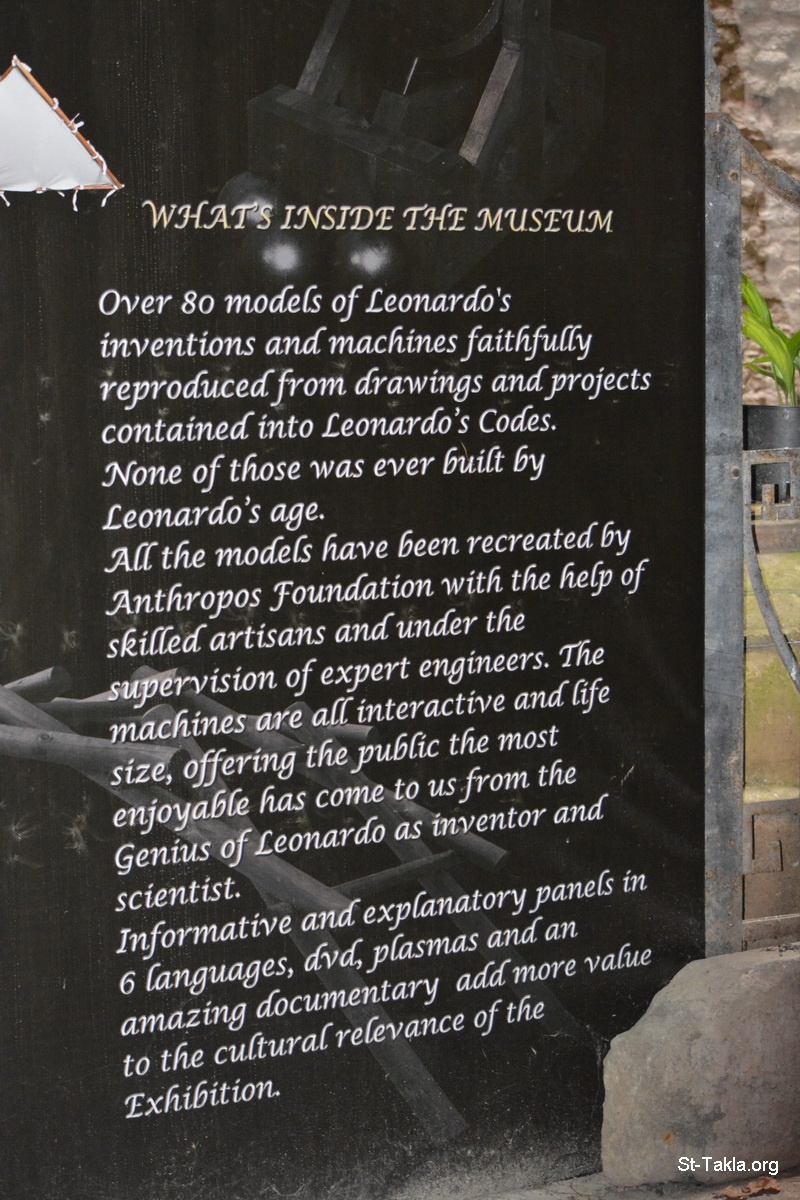 WHAT'S INSIDE THE MUSEUM
Over 80 models of Leonardo's
inventions and machines faithfully
reproduced from drawings and projects
contained into Leonardo's Codes.
None of those was ever built by
Leonardo's age.
All the models have been recreated by
Anthropos Foundation with the help of
skilled artisans and under the
supervision of expert engineers. The
machines are all interactive and life
size, offering the public the most
enjoyable has come to us from the
Genius of Leonardo as inventor and
scientist.
Informative and explanatory panels in
6 languages, dvd, plasmas and an
amazing documentary add more value
to the cultural relevance of the
Exhibition.
St-Takla.org